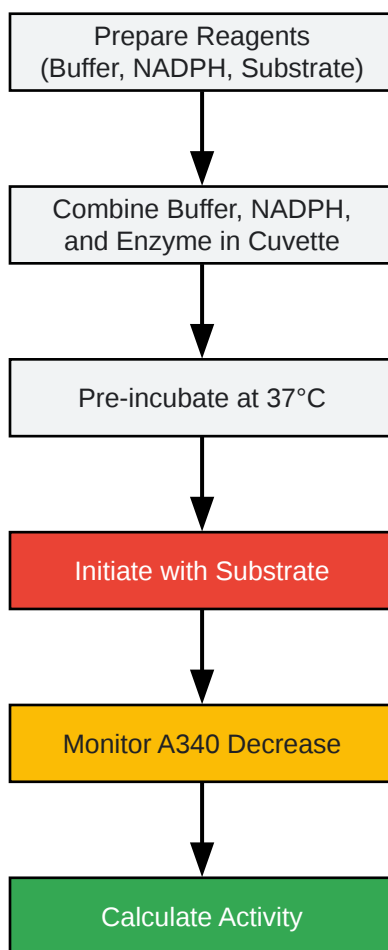 Prepare Reagents
(Buffer, NADPH, Substrate)
Combine Buffer, NADPH,
and Enzyme in Cuvette
Pre-incubate at 37°C
Initiate with Substrate
Monitor A340 Decrease
Calculate Activity